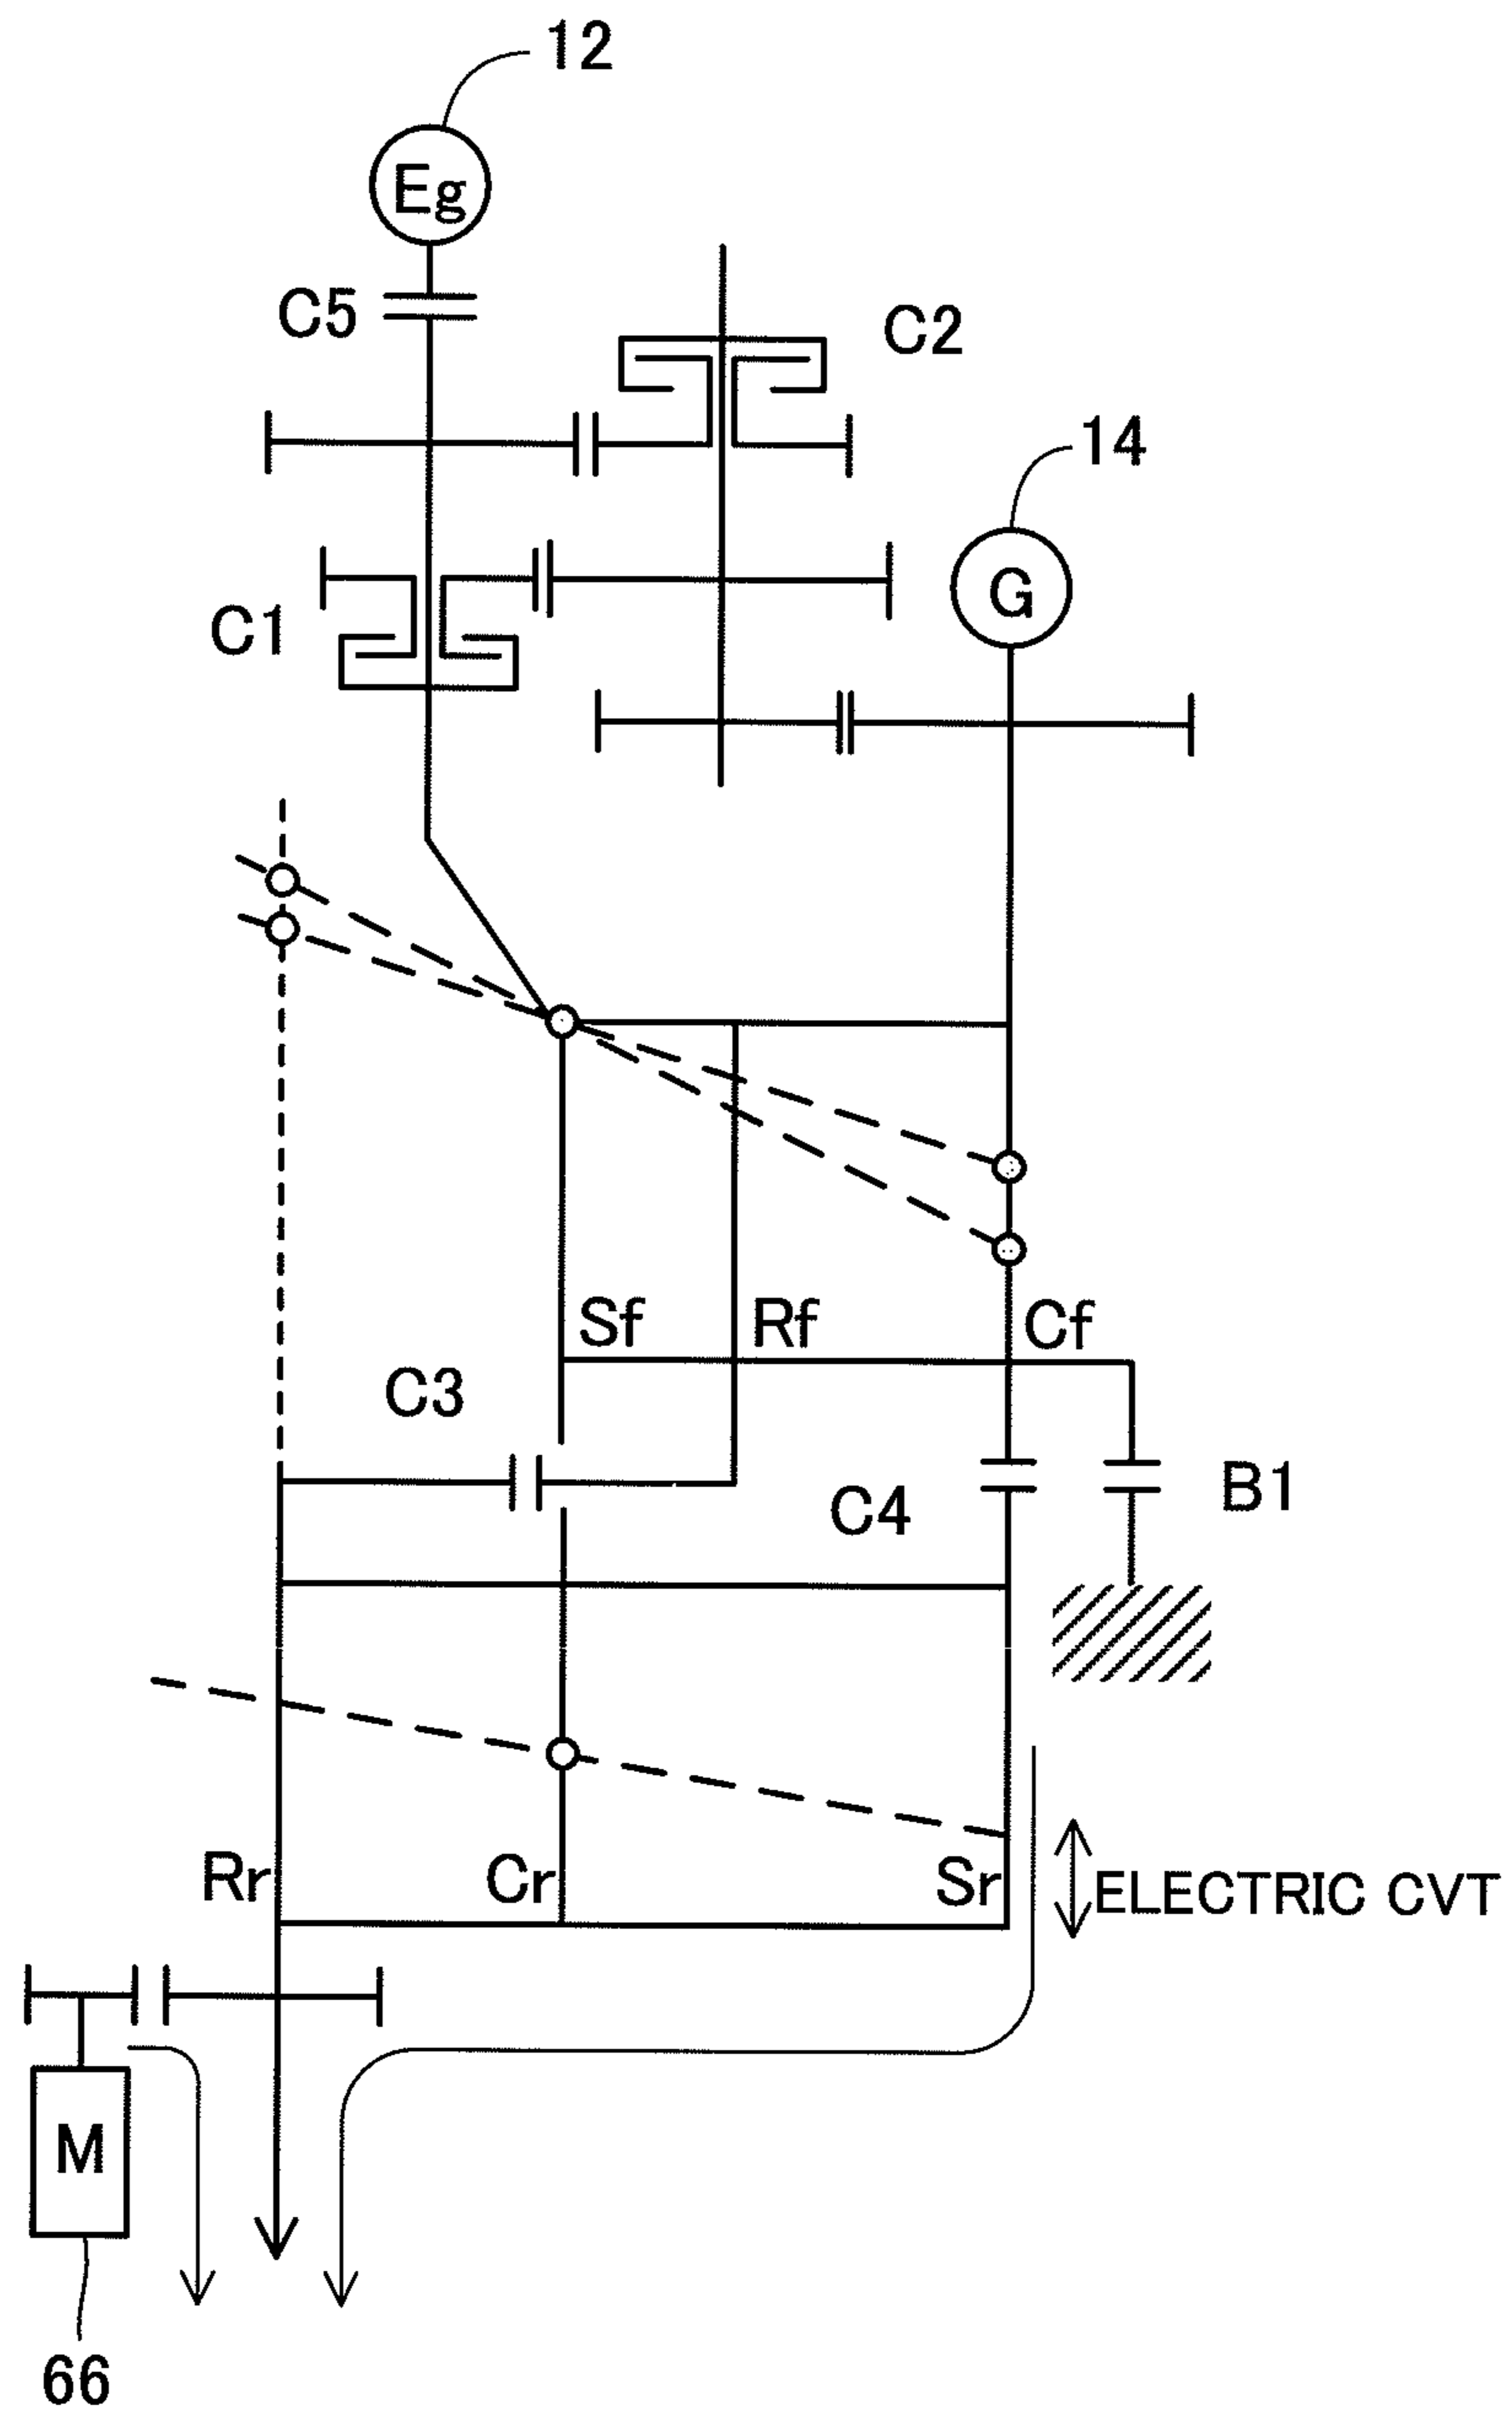 12
Eg
C5
C2
14
G
C1
Sf Rf Cf
C3
B1
C4
Rr Cr Sr
ELECTRIC CVT
M
66